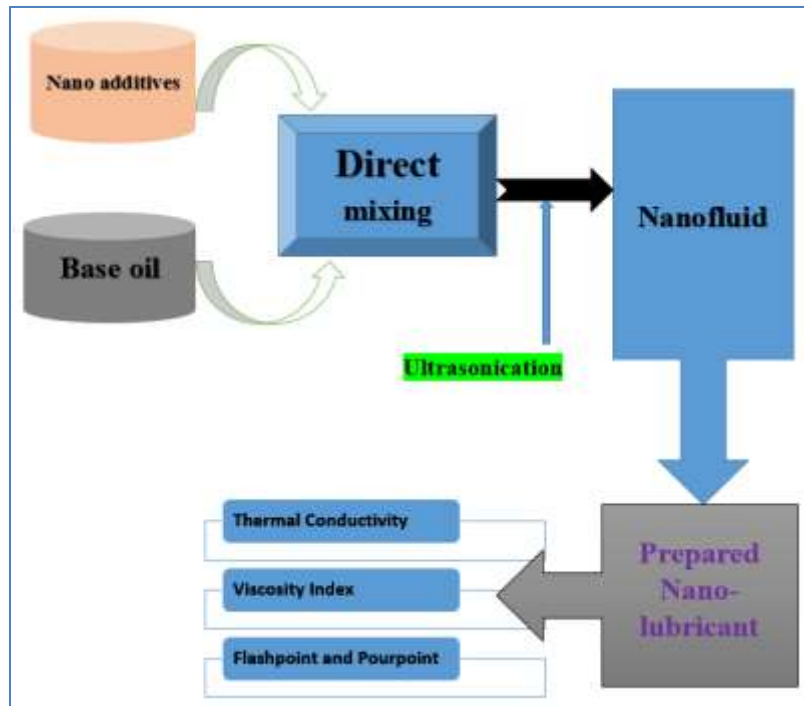 Nano additives
Direct
mixing
Nanofluid
Base oil
Ultrasonication
Thermal Conductivity
Viscosity Index
Flashpoint and Pourpoint
Prepared
Nano-
lubricant